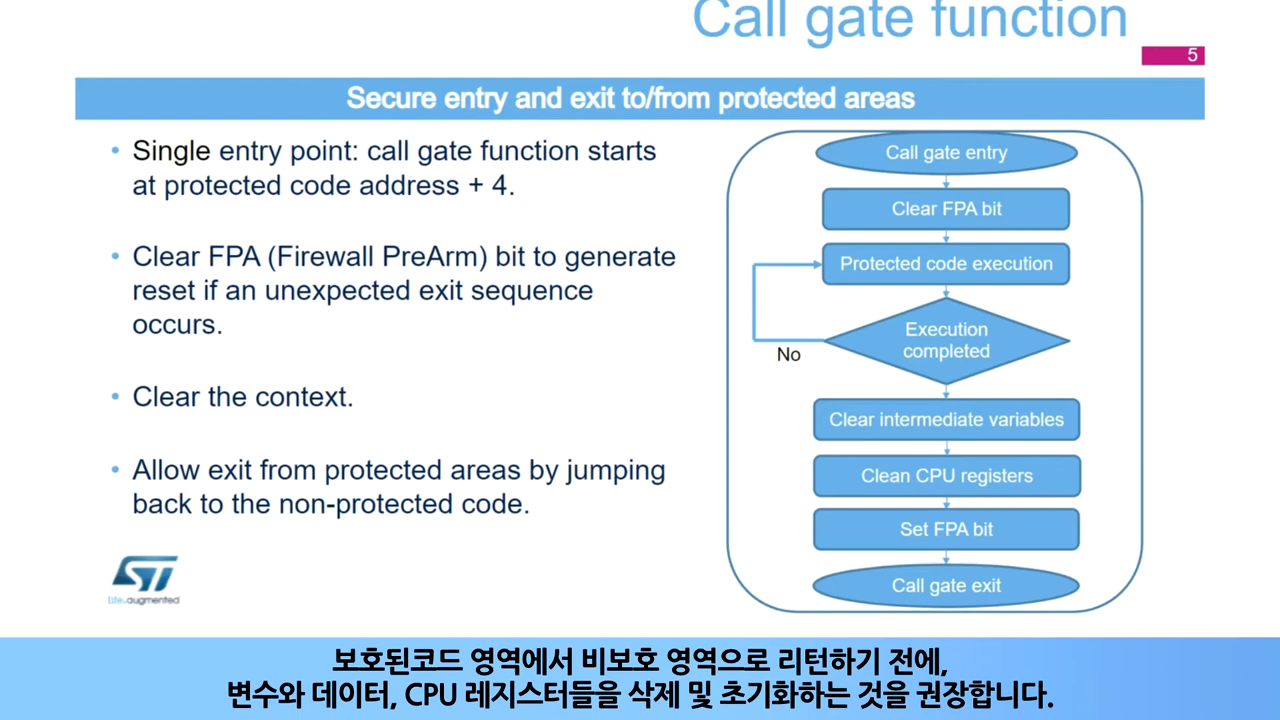 Call gate function
5
Secure entry and exit to/from protected areas
• Single entry point: call gate function starts
at protected code address + 4.
• Clear FPA (Firewall PreArm) bit to generate
reset if an unexpected exit sequence
occurs.
• Clear the context.
• Allow exit from protected areas by jumping
back to the non-protected code.
Call gate entry
Clear FPA bit
Protected code execution
Execution
completed
No
Clear intermediate variables
Clean CPU registers
Set FPA bit
Call gate exit
ST
life.augmented
보호된코드 영역에서 비보호 영역으로 리턴하기 전에,
변수와 데이터, CPU 레지스터들을 삭제 및 초기화하는 것을 권장합니다.